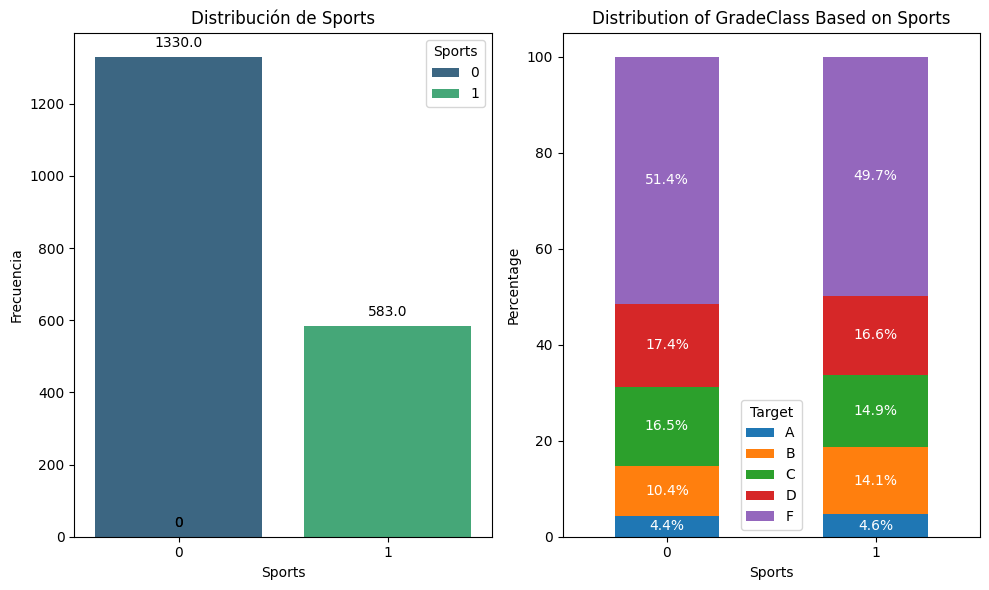 Distribución de Sports
1330.0
Sports
0
1
583.0
0
1200
1000
800
600
400
200
0
Frecuencia
0
1
Sports
Distribution of GradeClass Based on Sports
100
80
60
40
20
0
Percentage
51.4%
17.4%
16.5%
10.4%
4.4%
49.7%
16.6%
14.9%
14.1%
4.6%
Target
A
B
C
D
F
0
1
Sports